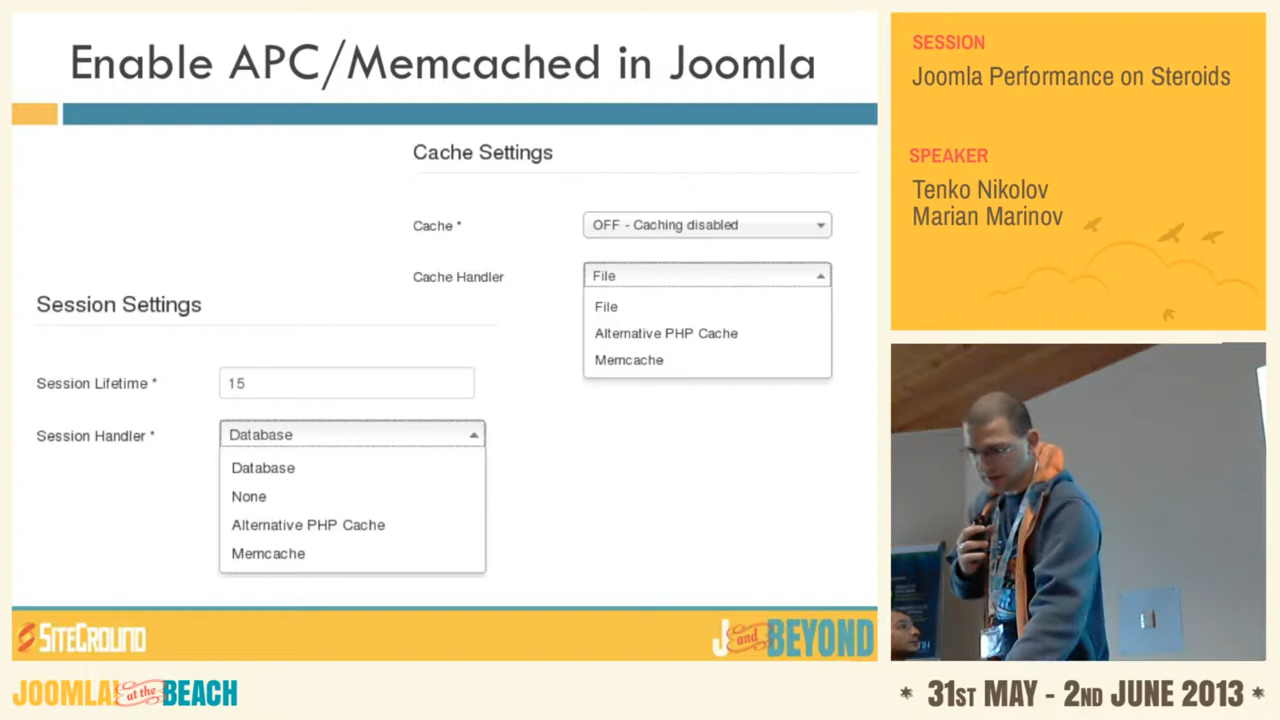 Enable APC/Memcached in Joomla
Cache Settings
Cache *
OFF - Caching disabled
Cache Handler
File
File
Alternative PHP Cache
Memcache
Session Settings
Session Lifetime *
15
Session Handler *
Database
Database
None
Alternative PHP Cache
Memcache
SITEGROUND
J and BEYOND
SESSION
Joomla Performance on Steroids
SPEAKER
Tenko Nikolov
Marian Marinov
JOOMLA! at the BEACH
* 31ST MAY - 2ND JUNE 2013 *